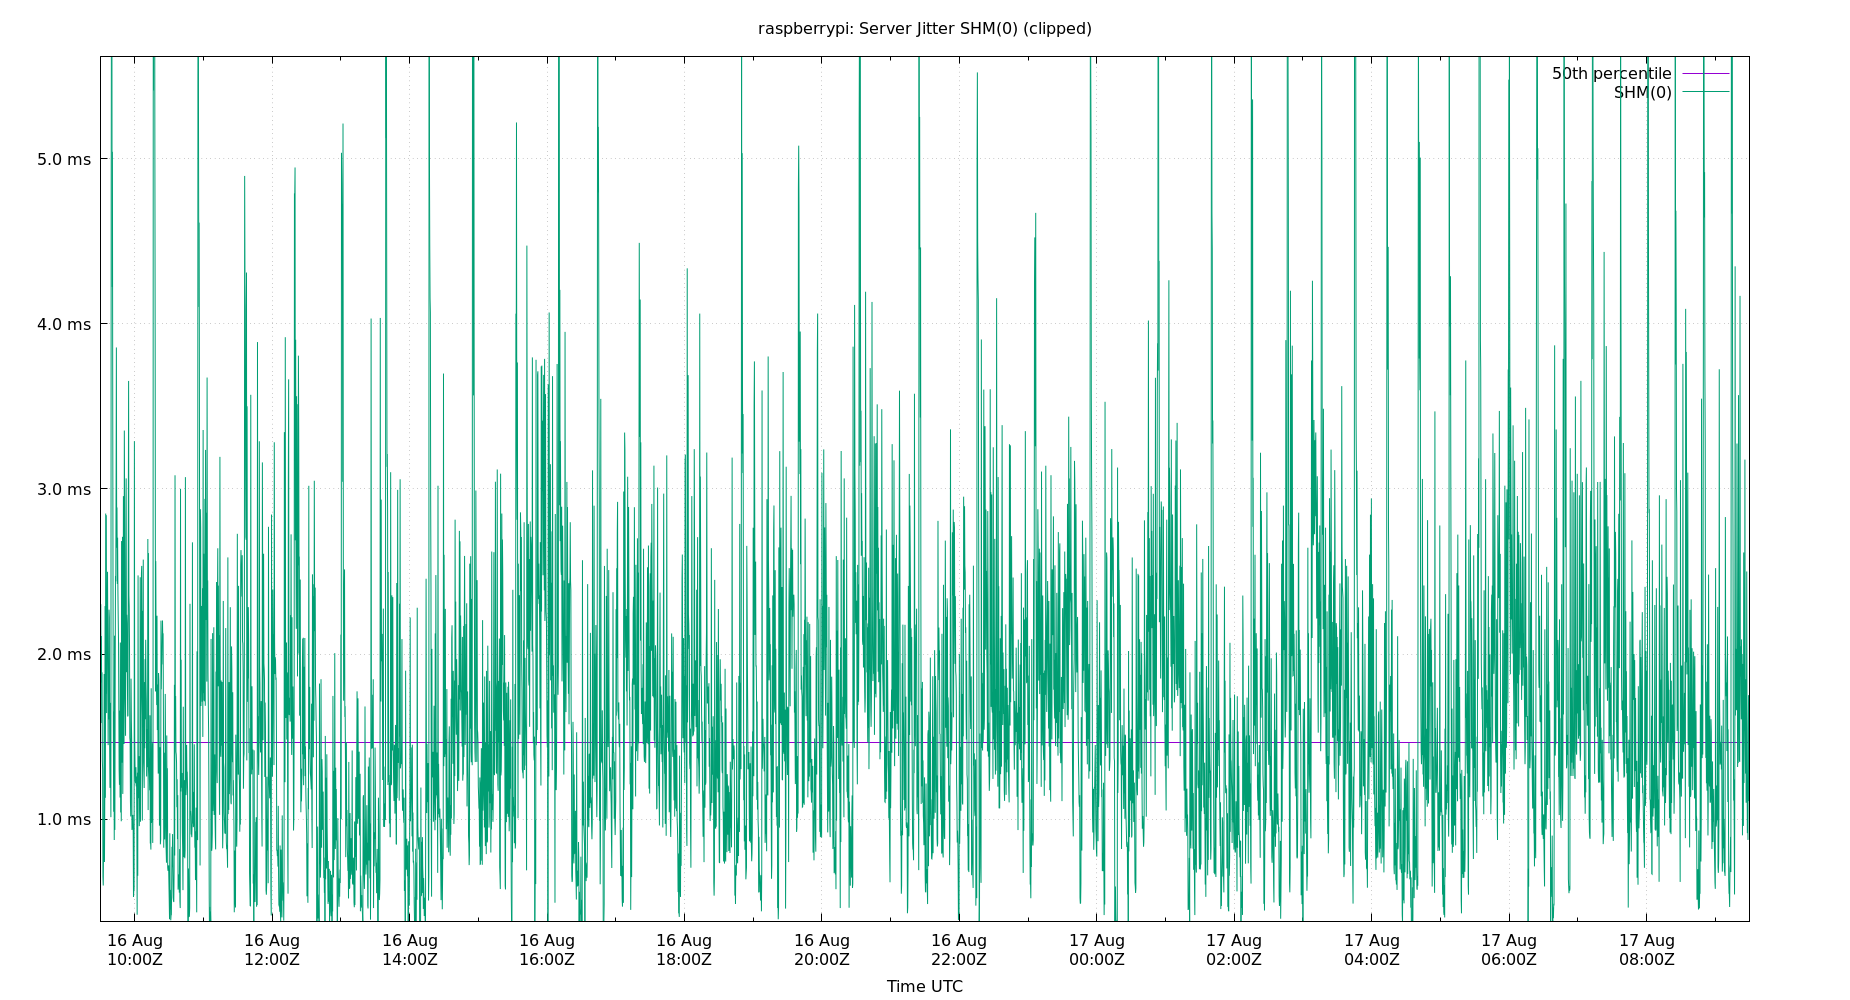 raspberrypi: Server Jitter SHM(0) (clipped)
50th percentile
SHM(0)
5.0 ms
4.0 ms
3.0 ms
2.0 ms
1.0 ms
16 Aug 16 Aug 16 Aug 16 Aug 16 Aug 16 Aug 16 Aug 17 Aug 17 Aug 17 Aug 17 Aug 17 Aug
10:00Z 12:00Z 14:00Z 16:00Z 18:00Z 20:00Z 22:00Z 00:00Z 02:00Z 04:00Z 06:00Z 08:00Z
Time UTC